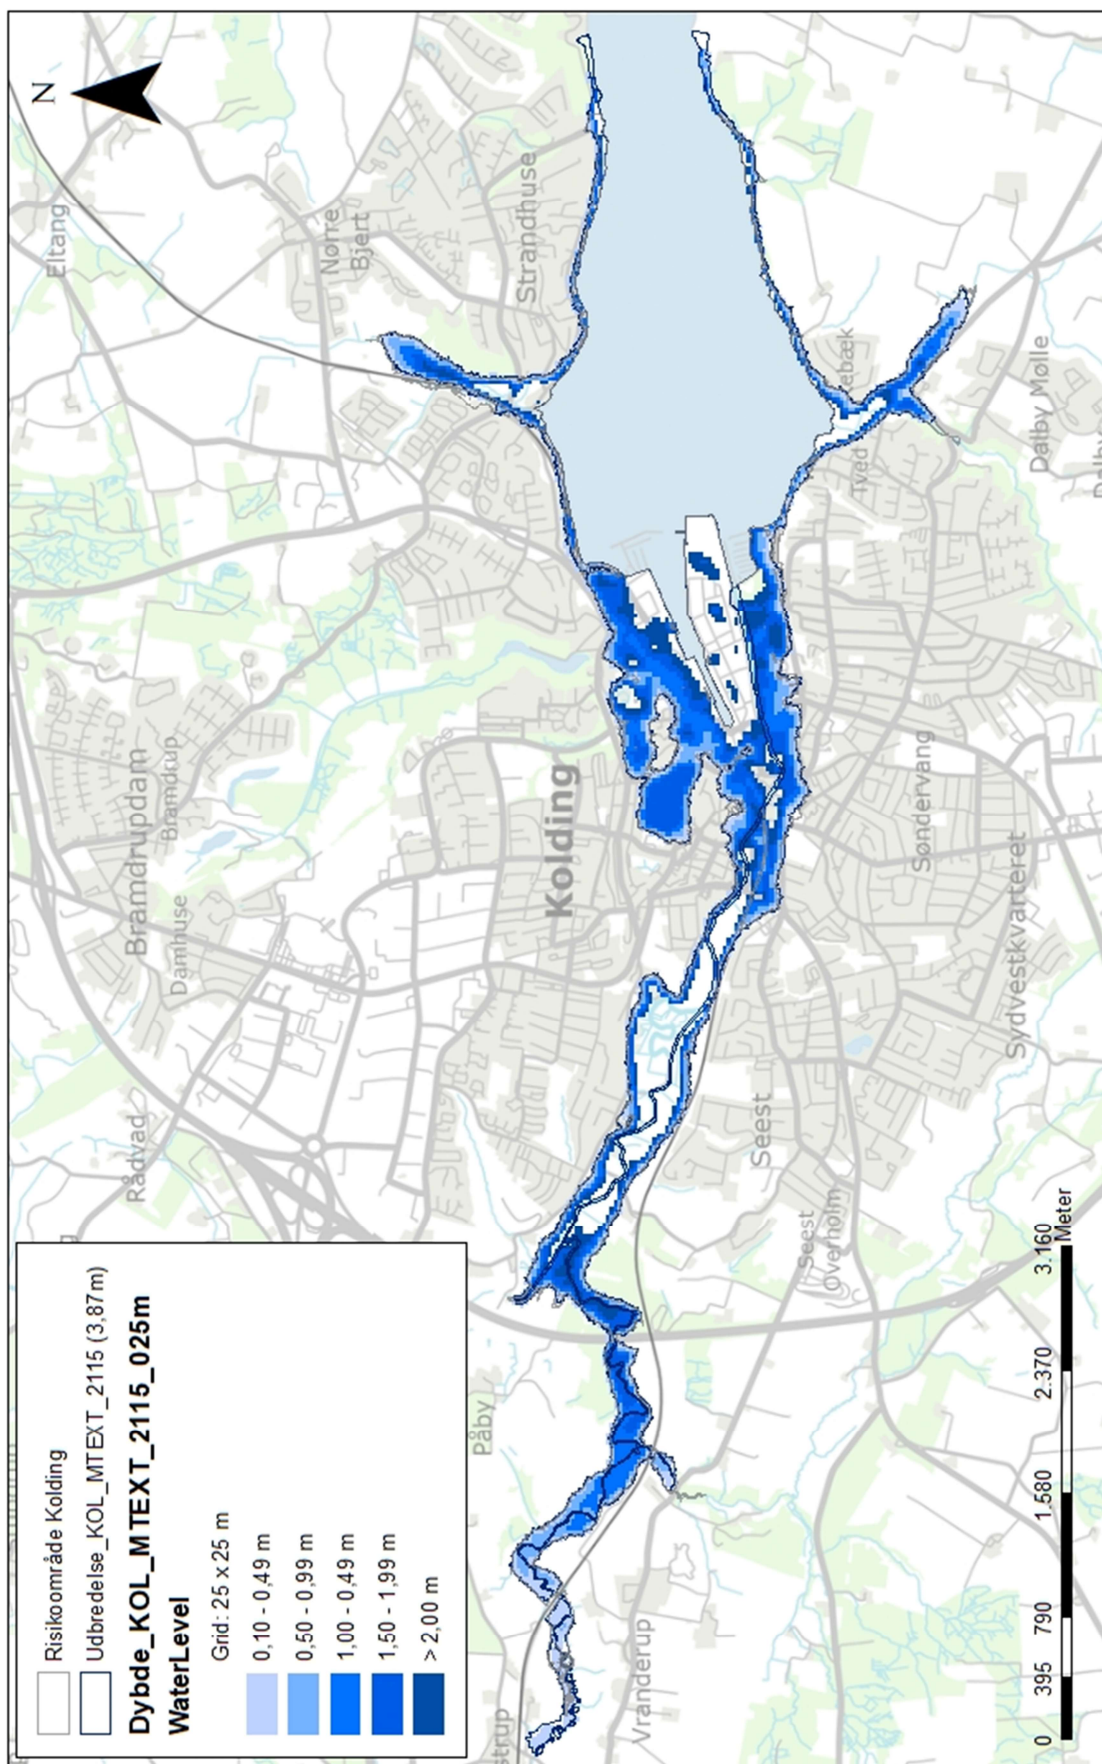 Risikoområde Kolding
Udbredelse_KOL_MTEXT_2115 (3,87m)
Dybde_KOL_MTEXT_2115_025m
WaterLevel
Grid: 25 x 25 m
0,10 - 0,49 m
0,50 - 0,99 m
1,00 - 0,49 m
1,50 - 1,99 m
> 2,00 m
N
Eltang
Nørre
Bjert
Strandhuse
Bramdrupdam
Bramdrup
Damhuse
Rådvad
Kolding
Påby
Seest
Seest
Overholm
Vranderup
strup
Sydvestkvarteret
Søndervang
Tved
ebæk
Dalby Mølle
Dalby
0 395 790 1.580 2.370 3.160
Meter